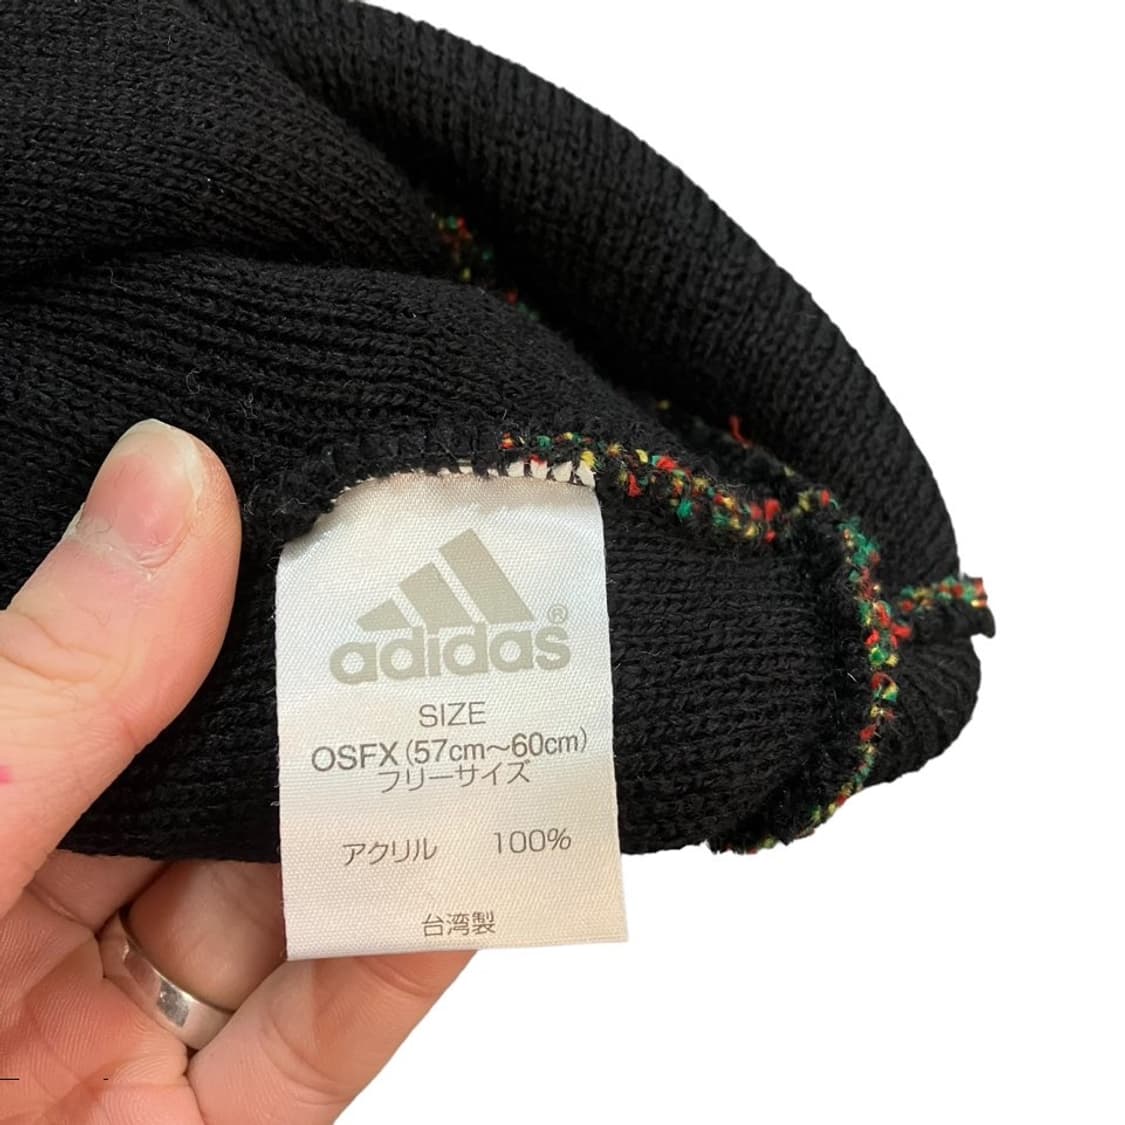 adidas®
SIZE
OSFX (57cm〜60cm)
フリーサイズ
アクリル 100%
台湾製